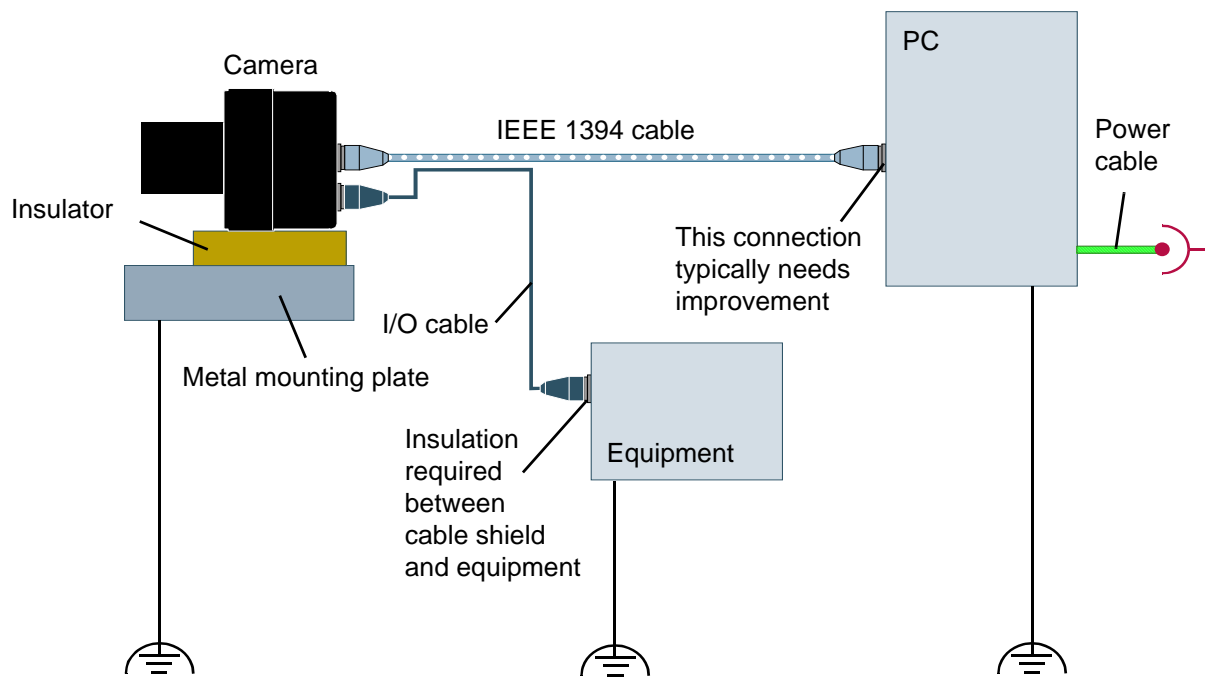 PC
Camera
IEEE 1394 cable
Power
cable
Insulator
This connection
typically needs
improvement
I/O cable
Metal mounting plate
Insulation
required
between
cable shield
and equipment
Equipment